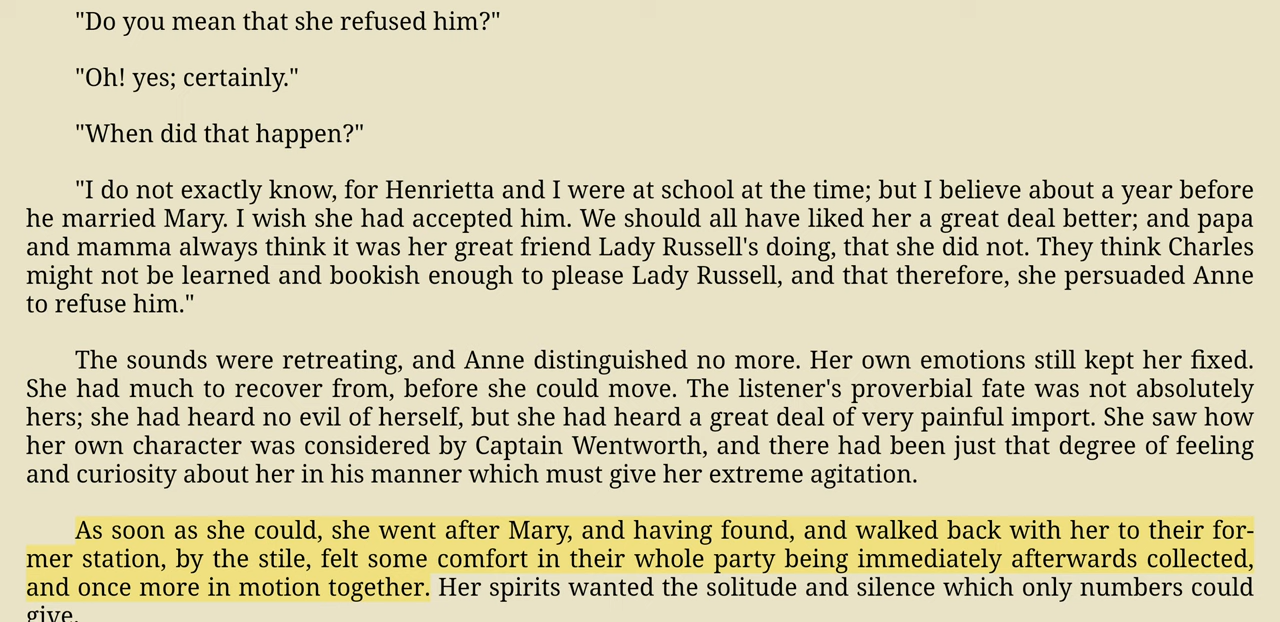 "Do you mean that she refused him?"
"Oh! yes; certainly."
"When did that happen?"
"I do not exactly know, for Henrietta and I were at school at the time; but I believe about a year before
he married Mary. I wish she had accepted him. We should all have liked her a great deal better; and papa
and mamma always think it was her great friend Lady Russell's doing, that she did not. They think Charles
might not be learned and bookish enough to please Lady Russell, and that therefore, she persuaded Anne
to refuse him."
The sounds were retreating, and Anne distinguished no more. Her own emotions still kept her fixed.
She had much to recover from, before she could move. The listener's proverbial fate was not absolutely
hers; she had heard no evil of herself, but she had heard a great deal of very painful import. She saw how
her own character was considered by Captain Wentworth, and there had been just that degree of feeling
and curiosity about her in his manner which must give her extreme agitation.
As soon as she could, she went after Mary, and having found, and walked back with her to their for-
mer station, by the stile, felt some comfort in their whole party being immediately afterwards collected,
and once more in motion together. Her spirits wanted the solitude and silence which only numbers could
give.